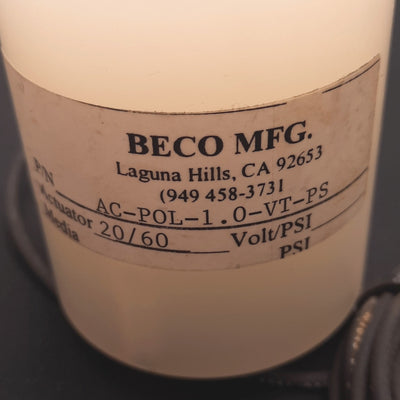 BECO MFG.
Laguna Hills, CA 92653
(949 458-3731
P/N AC-POL-1.0-VT-PS
Actuator 20/60 Volt/PSI
Media PSI